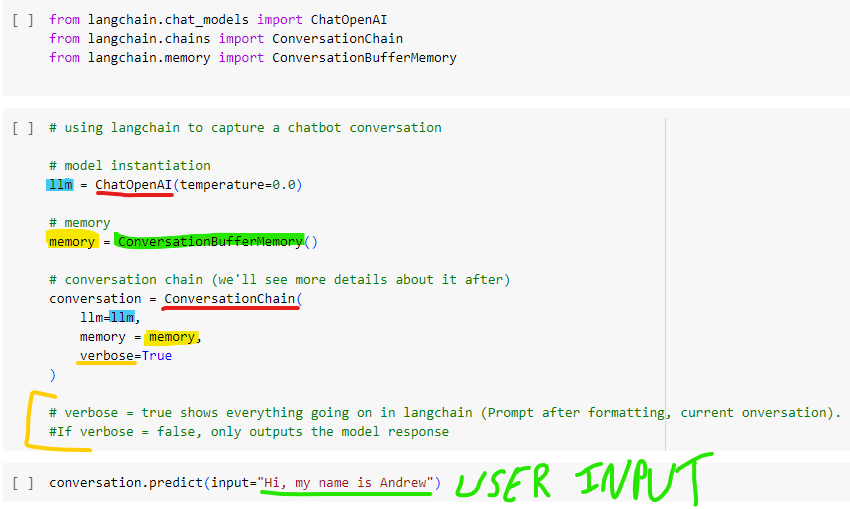 [ ] from langchain.chat_models import ChatOpenAI
from langchain.chains import ConversationChain
from langchain.memory import ConversationBufferMemory
[ ] # using langchain to capture a chatbot conversation
# model instantiation
llm = ChatOpenAI(temperature=0.0)
# memory
memory = ConversationBufferMemory()
# conversation chain (we'll see more details about it after)
conversation = ConversationChain(
llm=llm,
memory = memory,
verbose=True
)
# verbose = true shows everything going on in langchain (Prompt after formatting, current onversation).
#If verbose = false, only outputs the model response
[ ] conversation.predict(input="Hi, my name is Andrew") USER INPUT